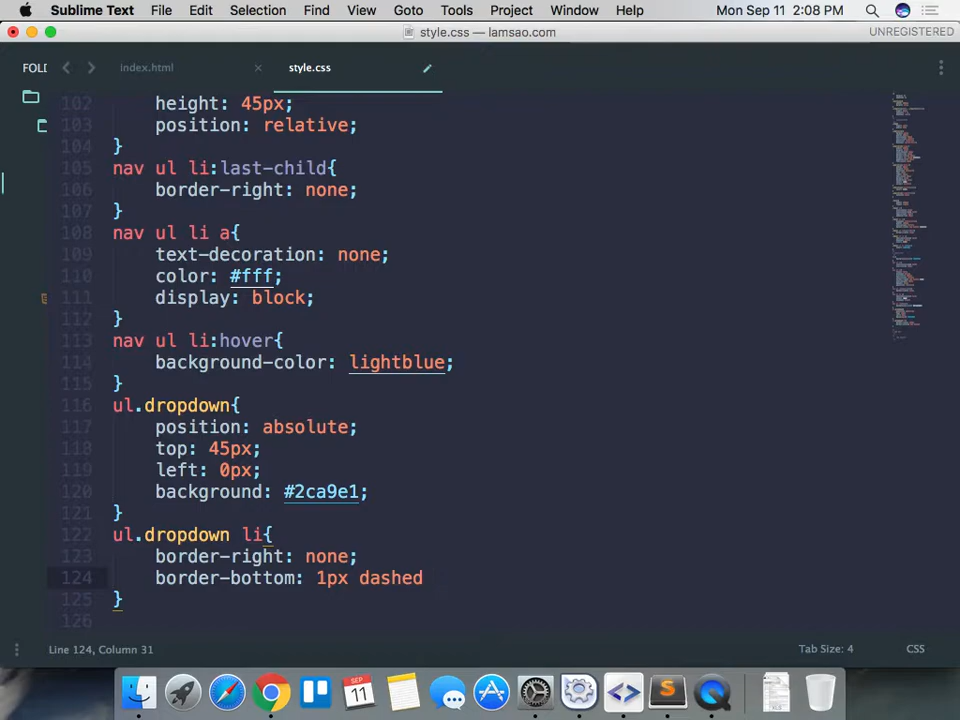 Sublime Text File Edit Selection Find View Goto Tools Project Window Help Mon Sep 11 2:08 PM
style.css — lamsao.com UNREGISTERED
FOLD index.html × style.css
102 height: 45px;
103 position: relative;
104 }
105 nav ul li:last-child{
106 border-right: none;
107 }
108 nav ul li a{
109 text-decoration: none;
110 color: #fff;
111 display: block;
112 }
113 nav ul li:hover{
114 background-color: lightblue;
115 }
116 ul.dropdown{
117 position: absolute;
118 top: 45px;
119 left: 0px;
120 background: #2ca9e1;
121 }
122 ul.dropdown li{
123 border-right: none;
124 border-bottom: 1px dashed
125 }
126
Line 124, Column 31 Tab Size: 4 CSS
SEP
11